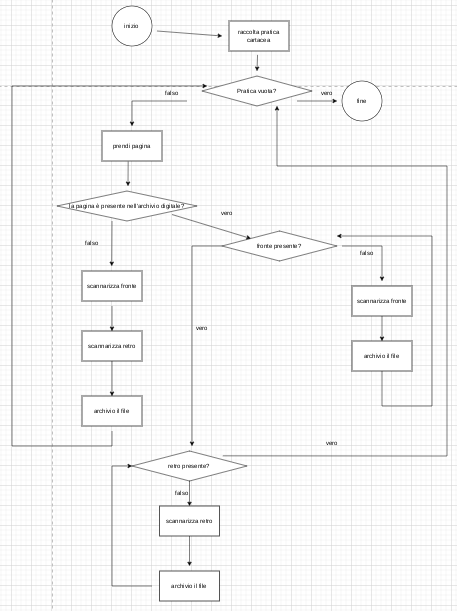 inizio
raccolta pratica
cartacea
Pratica vuota?
falso
vero
fine
prendi pagina
la pagina è presente nell'archivio digitale?
vero
falso
fronte presente?
falso
scannarizza fronte
scannarizza fronte
vero
scannarizza retro
archivio il file
archivio il file
vero
retro presente?
falso
scannarizza retro
archivio il file